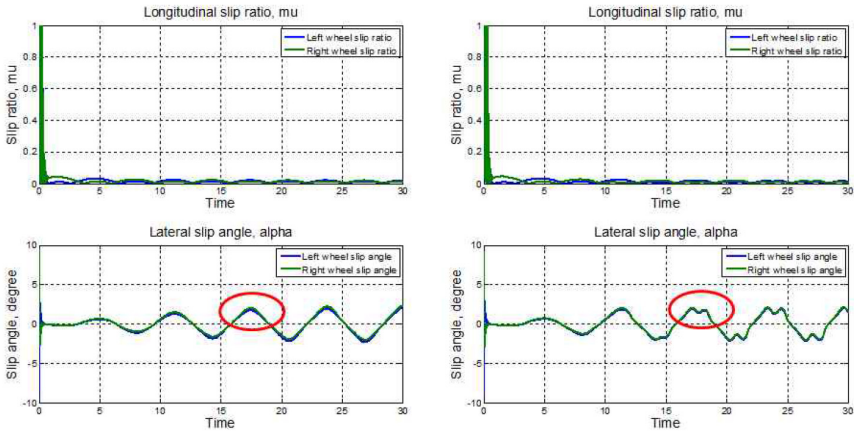 Longitudinal slip ratio, mu
Slip ratio, mu
1
0.8
0.6
0.4
0.2
0
Left wheel slip ratio
Right wheel slip ratio
0 5 10 15 20 25 30
Time
Longitudinal slip ratio, mu
Slip ratio, mu
1
0.8
0.6
0.4
0.2
0
Left wheel slip ratio
Right wheel slip ratio
0 5 10 15 20 25 30
Time
Lateral slip angle, alpha
Slip angle, degree
10
5
0
-5
-10
Left wheel slip angle
Right wheel slip angle
0 5 10 15 20 25 30
Time
Lateral slip angle, alpha
Slip angle, degree
10
5
0
-5
-10
Left wheel slip angle
Right wheel slip angle
0 5 10 15 20 25 30
Time